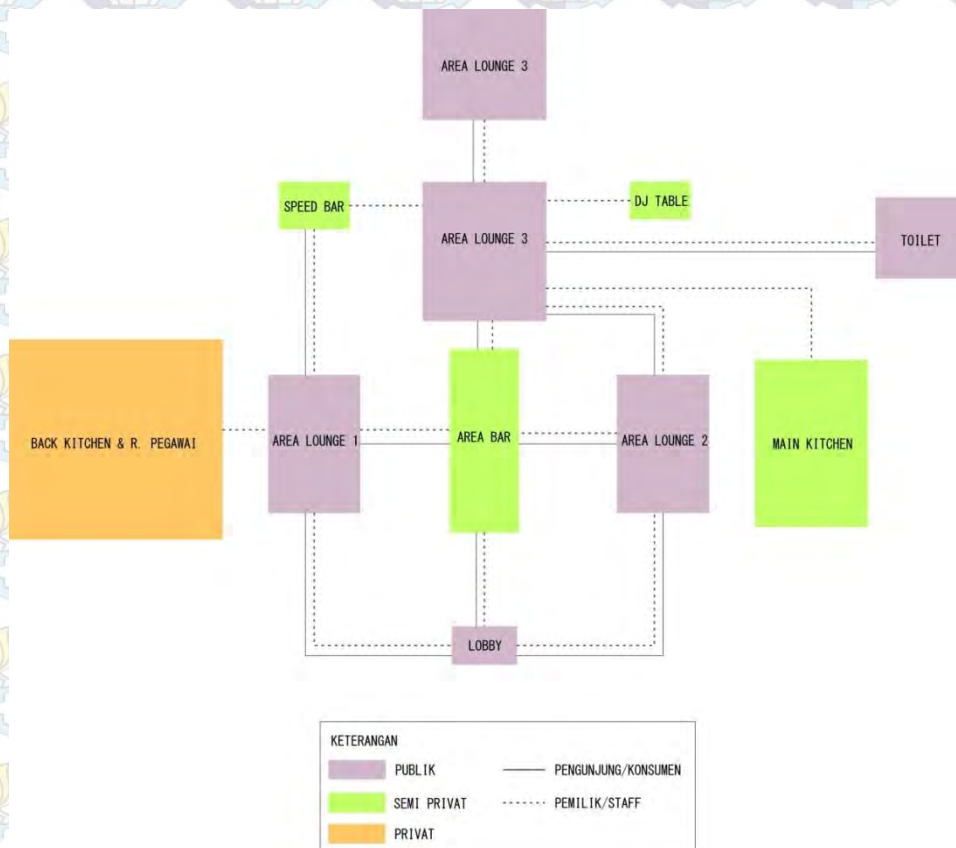 AREA LOUNGE 3
SPEED BAR
AREA LOUNGE 3
DJ TABLE
TOILET
BACK KITCHEN & R. PEGAWAI
AREA LOUNGE 1
AREA BAR
AREA LOUNGE 2
MAIN KITCHEN
LOBBY
KETERANGAN
PUBLIK
PENGUNJUNG/KONSUMEN
SEMI PRIVAT
PEMILIK/STAFF
PRIVAT